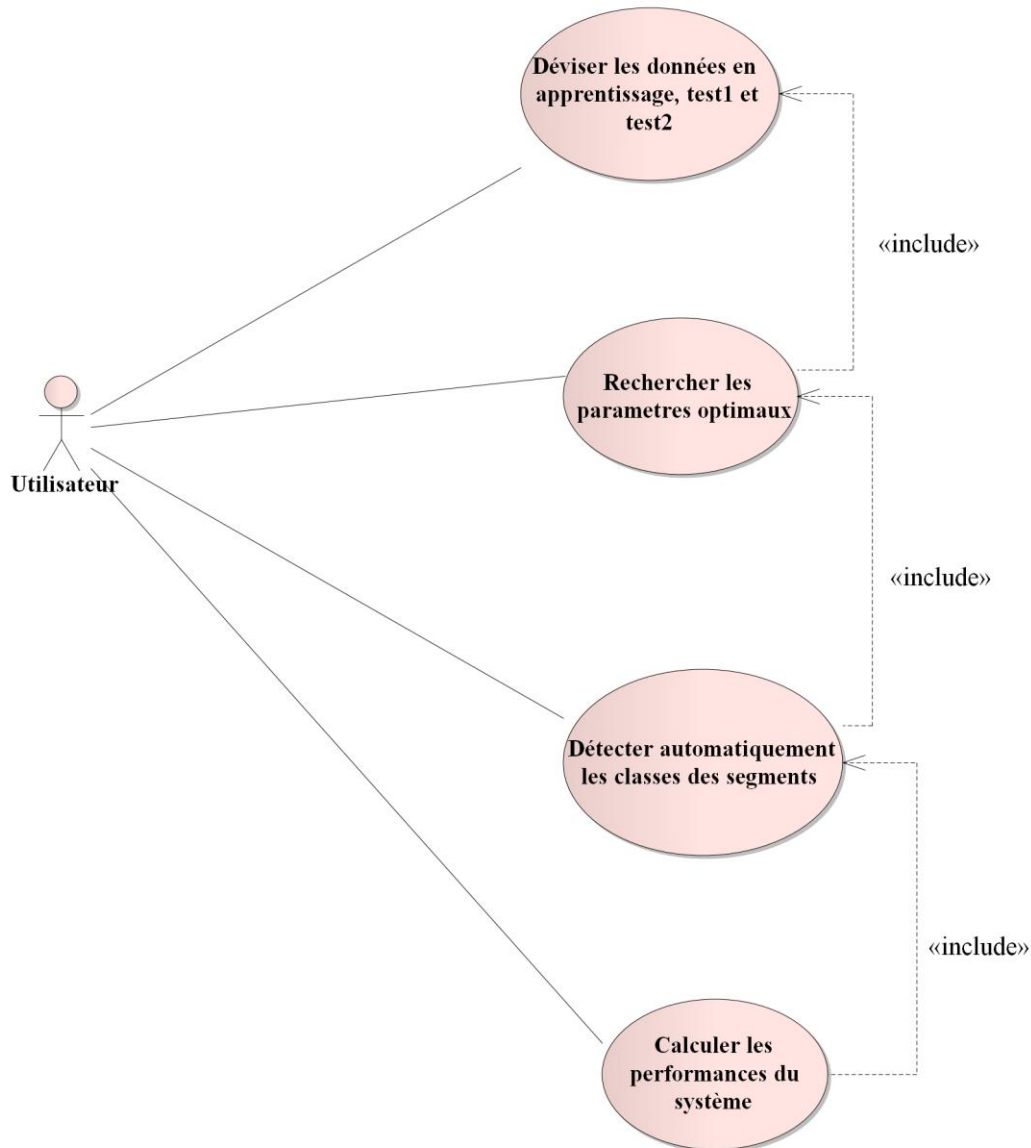 Déviser les données en
apprentissage, test1 et
test2
«include»
Rechercher les
parametres optimaux
Utilisateur
«include»
Détecter automatiquement
les classes des segments
«include»
Calculer les
performances du
système